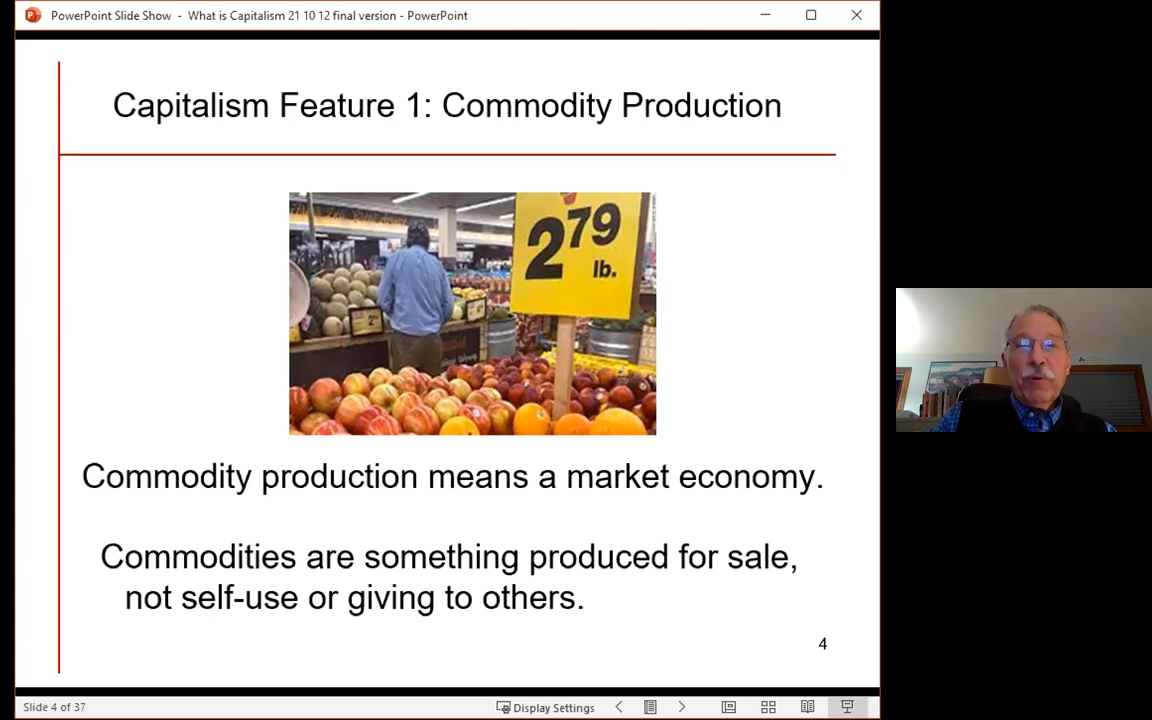 PowerPoint Slide Show - What is Capitalism 21 10 12 final version - PowerPoint
Capitalism Feature 1: Commodity Production
2 79
lb.
Commodity production means a market economy.
Commodities are something produced for sale,
not self-use or giving to others.
4
Slide 4 of 37
Display Settings